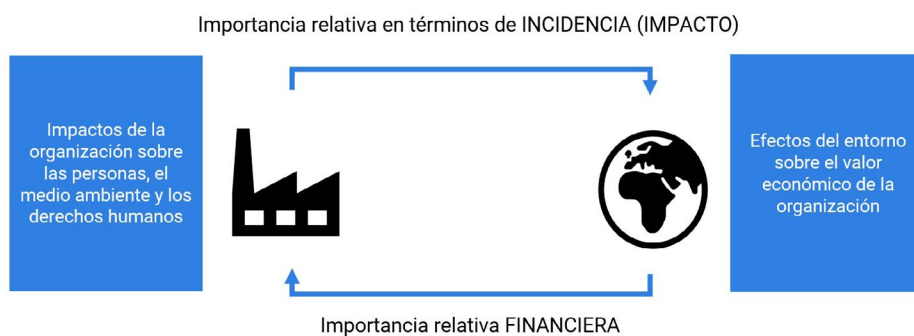 Importancia relativa en términos de INCIDENCIA (IMPACTO)
Impactos de la
organización sobre
las personas, el
medio ambiente y los
derechos humanos
Efectos del entorno
sobre el valor
económico de la
organización
Importancia relativa FINANCIERA